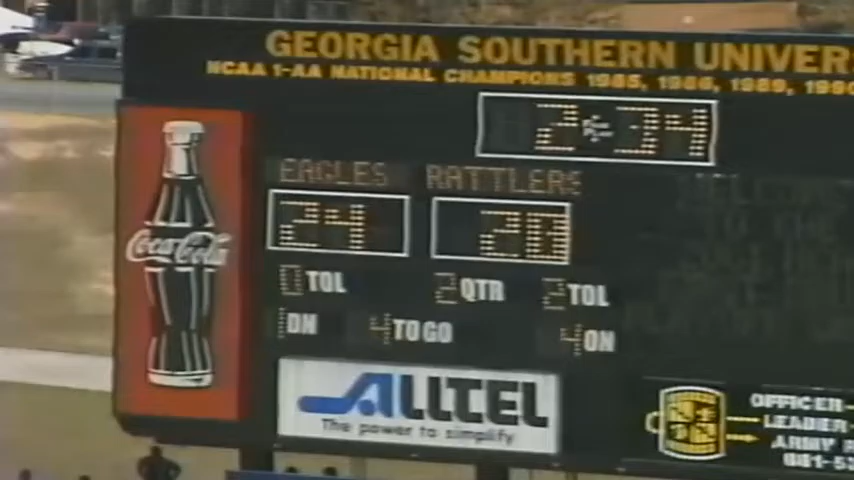 GEORGIA SOUTHERN UNIVER
NCAA 1-AA NATIONAL CHAMPIONS 1985, 1986, 1989, 1990
2:34
EAGLES RATTLERS
24 28
Coca-Cola
0 TOL 2 QTR 2 TOL
1 DN 4 TO GO 4 ON
ALLTEL
The power to simplify
OFFICER
LEADER
ARMY R
681-53